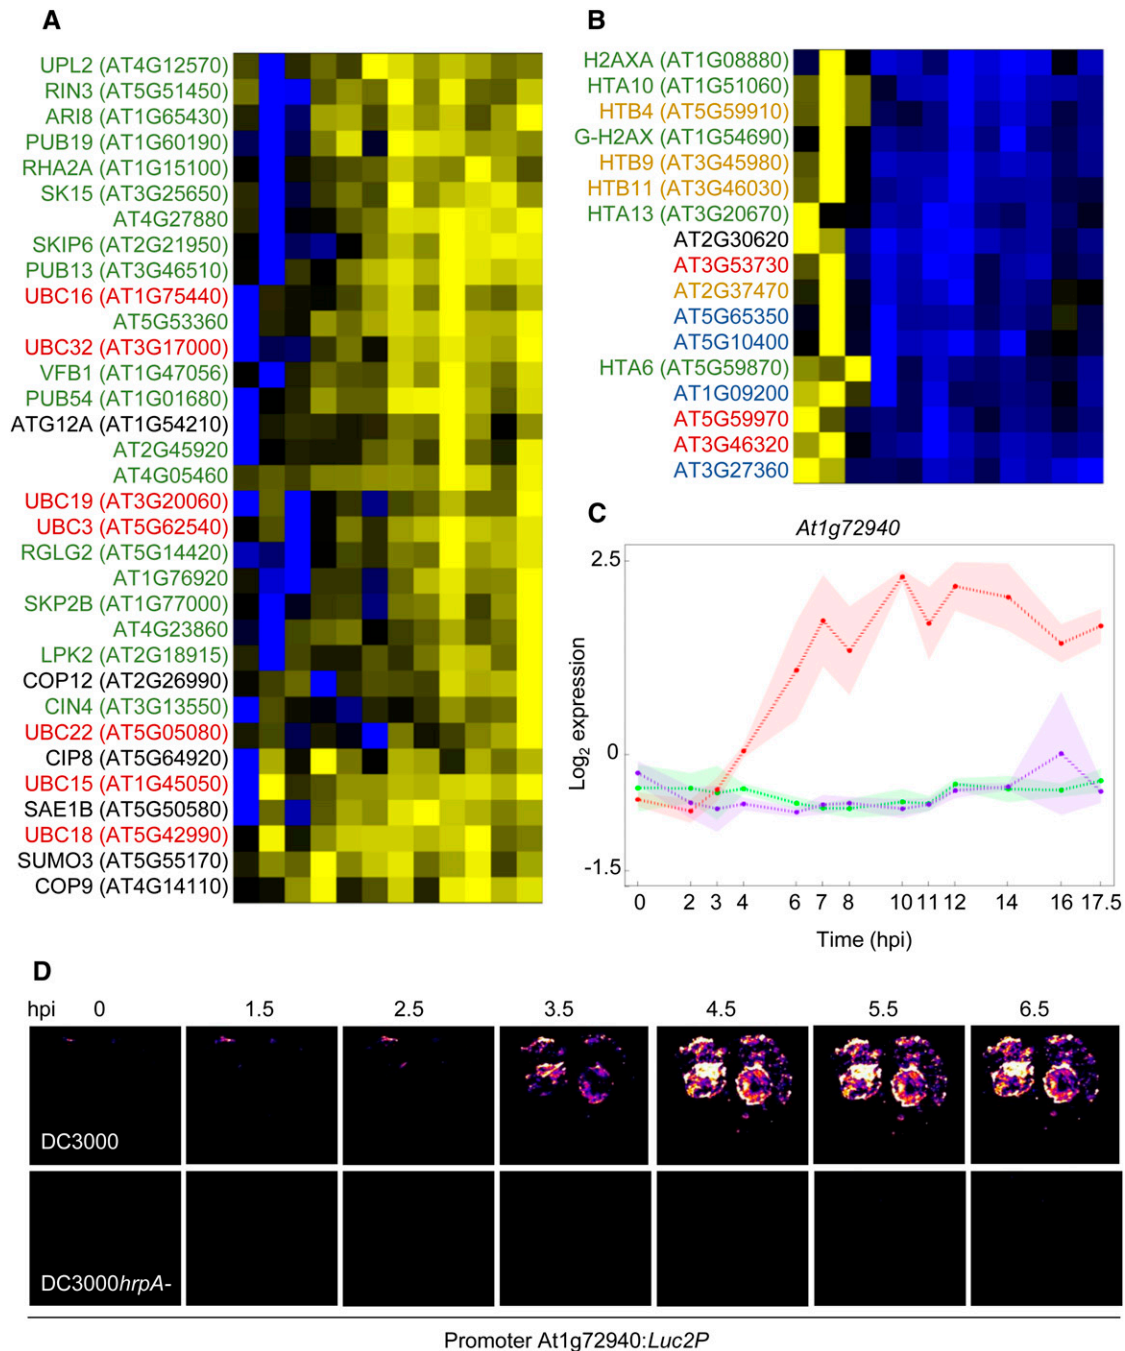 A
UPL2 (AT4G12570)
RIN3 (AT5G51450)
ARI8 (AT1G65430)
PUB19 (AT1G60190)
RHA2A (AT1G15100)
SK15 (AT3G25650)
AT4G27880
SKIP6 (AT2G21950)
PUB13 (AT3G46510)
UBC16 (AT1G75440)
AT5G53360
UBC32 (AT3G17000)
VFB1 (AT1G47056)
PUB54 (AT1G01680)
ATG12A (AT1G54210)
AT2G45920
AT4G05460
UBC19 (AT3G20060)
UBC3 (AT5G62540)
RGLG2 (AT5G14420)
AT1G76920
SKP2B (AT1G77000)
AT4G23860
LPK2 (AT2G18915)
COP12 (AT2G26990)
CIN4 (AT3G13550)
UBC22 (AT5G05080)
CIP8 (AT5G64920)
UBC15 (AT1G45050)
SAE1B (AT5G50580)
UBC18 (AT5G42990)
SUMO3 (AT5G55170)
COP9 (AT4G14110)
B
H2AXA (AT1G08880)
HTA10 (AT1G51060)
HTB4 (AT5G59910)
G-H2AX (AT1G54690)
HTB9 (AT3G45980)
HTB11 (AT3G46030)
HTA13 (AT3G20670)
AT2G30620
AT3G53730
AT2G37470
AT5G65350
AT5G10400
HTA6 (AT5G59870)
AT1G09200
AT5G59970
AT3G46320
AT3G27360
C
At1g72940
2.5
0
-1.5
Log2 expression
0 2 3 4 6 7 8 10 11 12 14 16 17.5
Time (hpi)
D
hpi 0 1.5 2.5 3.5 4.5 5.5 6.5
DC3000
DC3000hrpA-
Promoter At1g72940:Luc2P